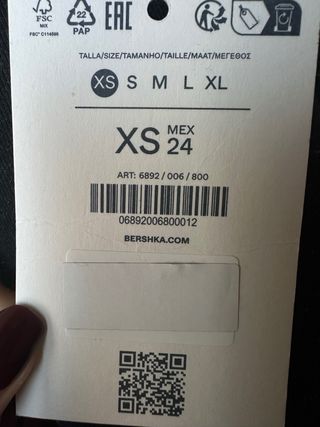 FSC
MIX
FSC® C114695
22
PAP
EAC
TALLA/SIZE/TAMANHO/TAILLE/MAAT/ΜΕΓΕΘΟΣ
XS S M L XL
XS MEX 24
ART: 6892 / 006 / 800
06892006800012
BERSHKA.COM